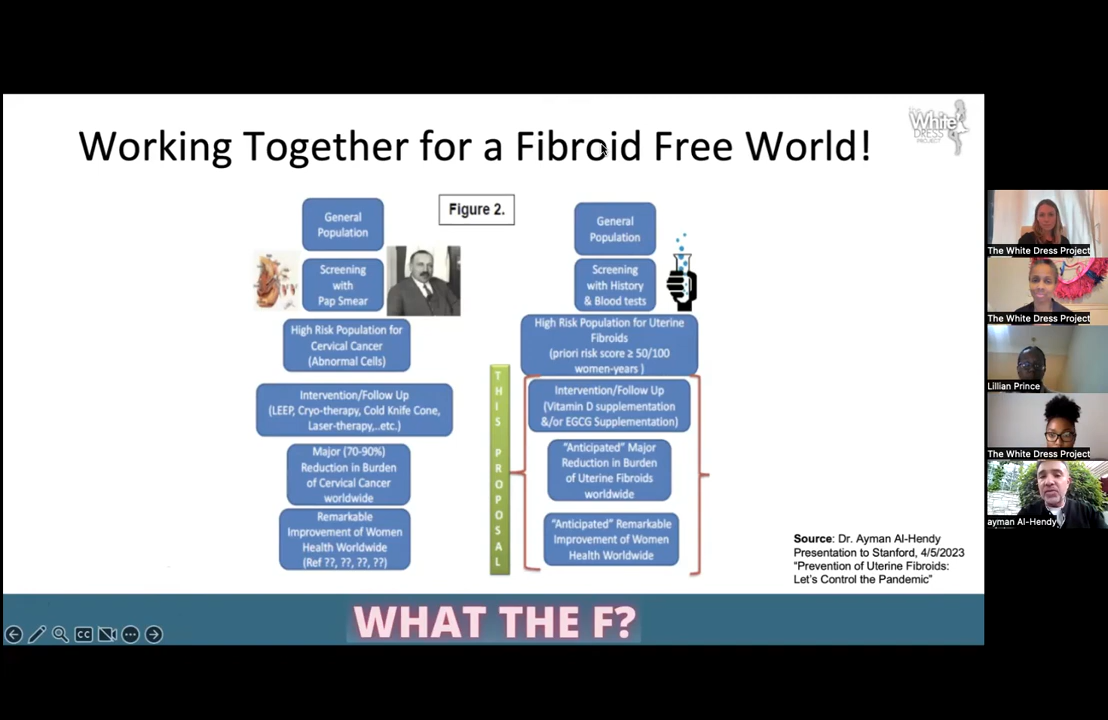 Working Together for a Fibroid Free World!
The
White
DRESS
PROJECT
Figure 2.
General
Population
Screening
with
Pap Smear
High Risk Population for
Cervical Cancer
(Abnormal Cells)
Intervention/Follow Up
(LEEP, Cryo-therapy, Cold Knife Cone,
Laser-therapy,..etc.)
Major (70-90%)
Reduction in Burden
of Cervical Cancer
worldwide
Remarkable
Improvement of Women
Health Worldwide
(Ref ??, ??, ??, ??)
THIS PROPOSAL
General
Population
Screening
with History
& Blood tests
High Risk Population for Uterine
Fibroids
(priori risk score ≥ 50/100
women-years )
Intervention/Follow Up
(Vitamin D supplementation
&/or EGCG Supplementation)
"Anticipated" Major
Reduction in Burden
of Uterine Fibroids
worldwide
"Anticipated" Remarkable
Improvement of Women
Health Worldwide
Source: Dr. Ayman Al-Hendy
Presentation to Stanford, 4/5/2023
"Prevention of Uterine Fibroids:
Let's Control the Pandemic"
WHAT THE F?
CC
The White Dress Project
The White Dress Project
Lillian Prince
The White Dress Project
ayman Al-Hendy